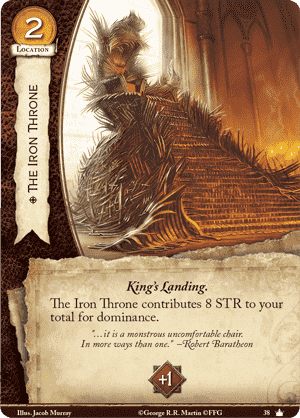 2
LOCATION
THE IRON THRONE
King's Landing.
The Iron Throne contributes 8 STR to your
total for dominance.
"…it is a monstrous uncomfortable chair.
In more ways than one." –Robert Baratheon
+1
Illus. Jacob Murray
©George R.R. Martin ©FFG
38